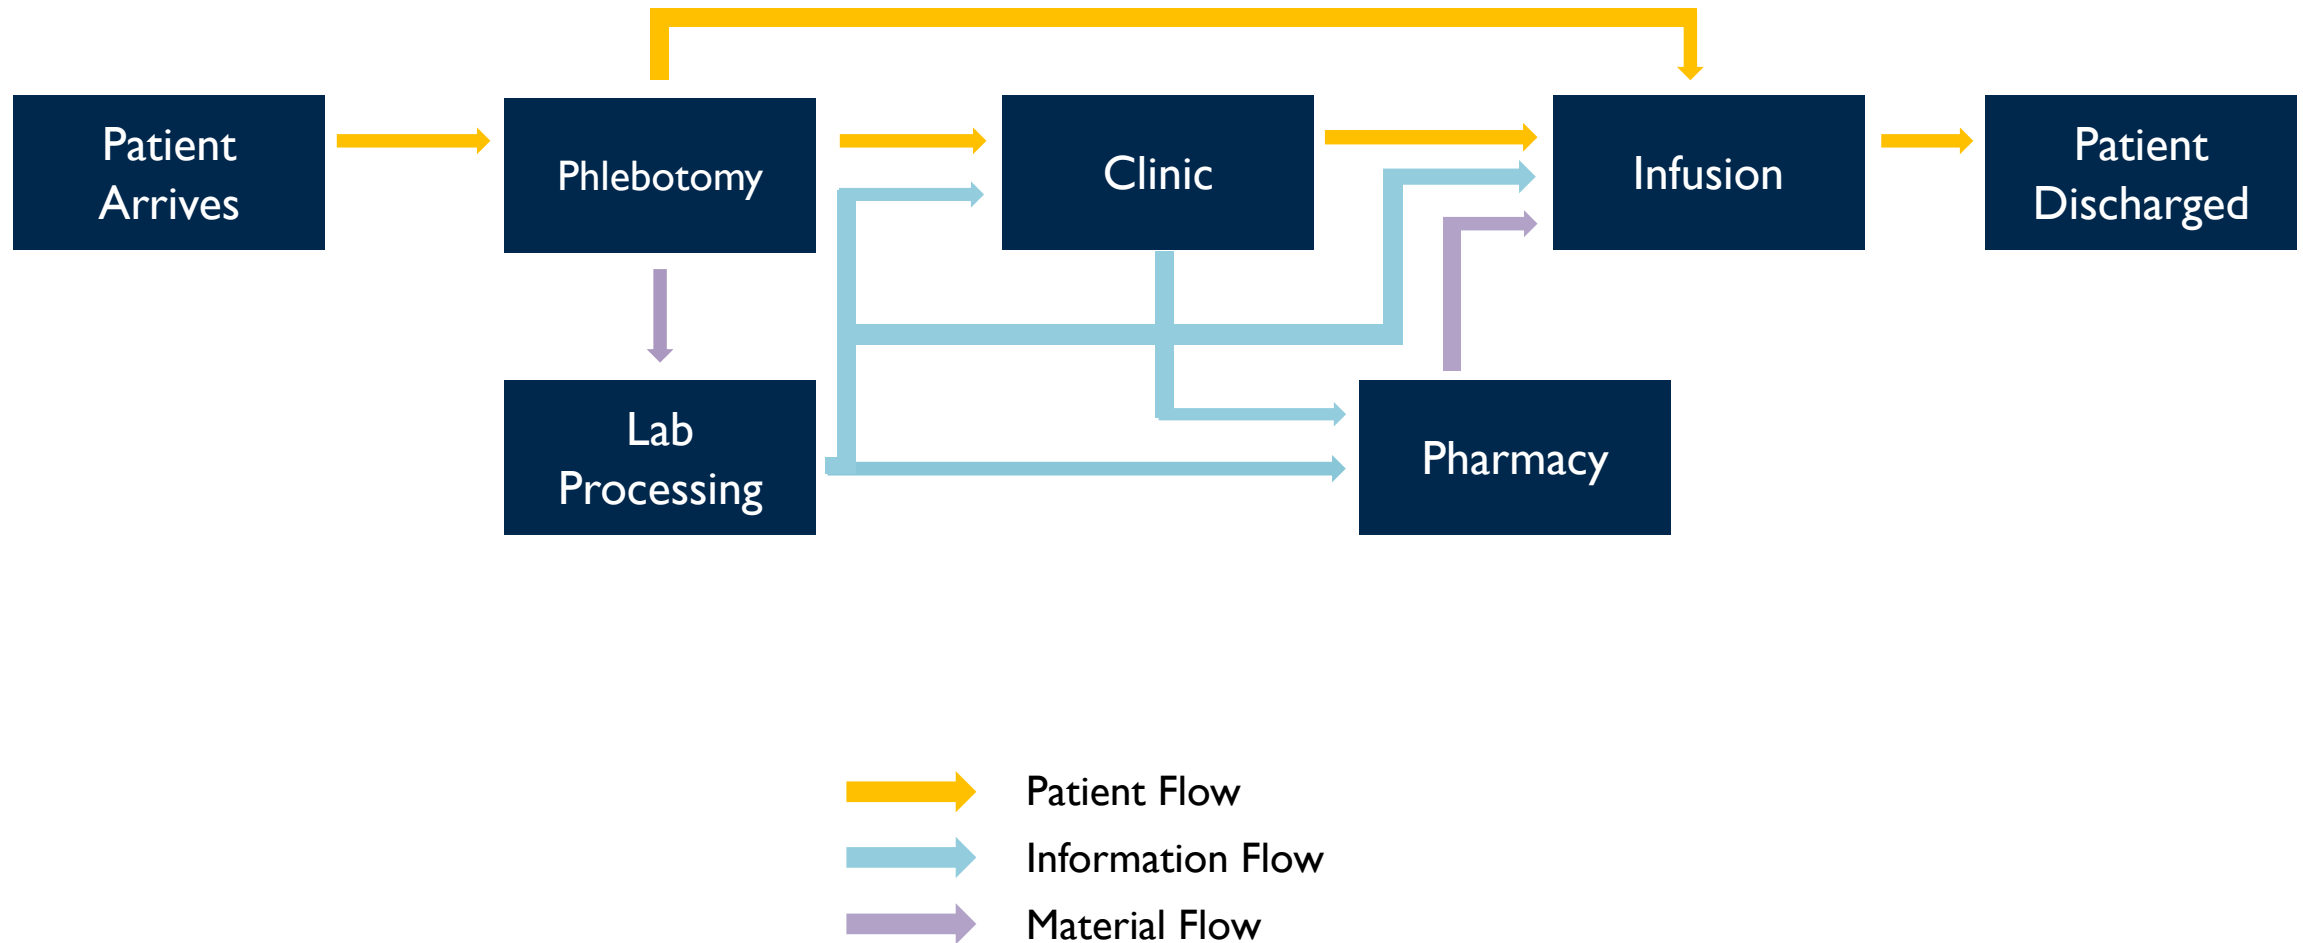 Patient
Arrives
Phlebotomy
Clinic
Infusion
Patient
Discharged
Lab
Processing
Pharmacy
Patient Flow
Information Flow
Material Flow